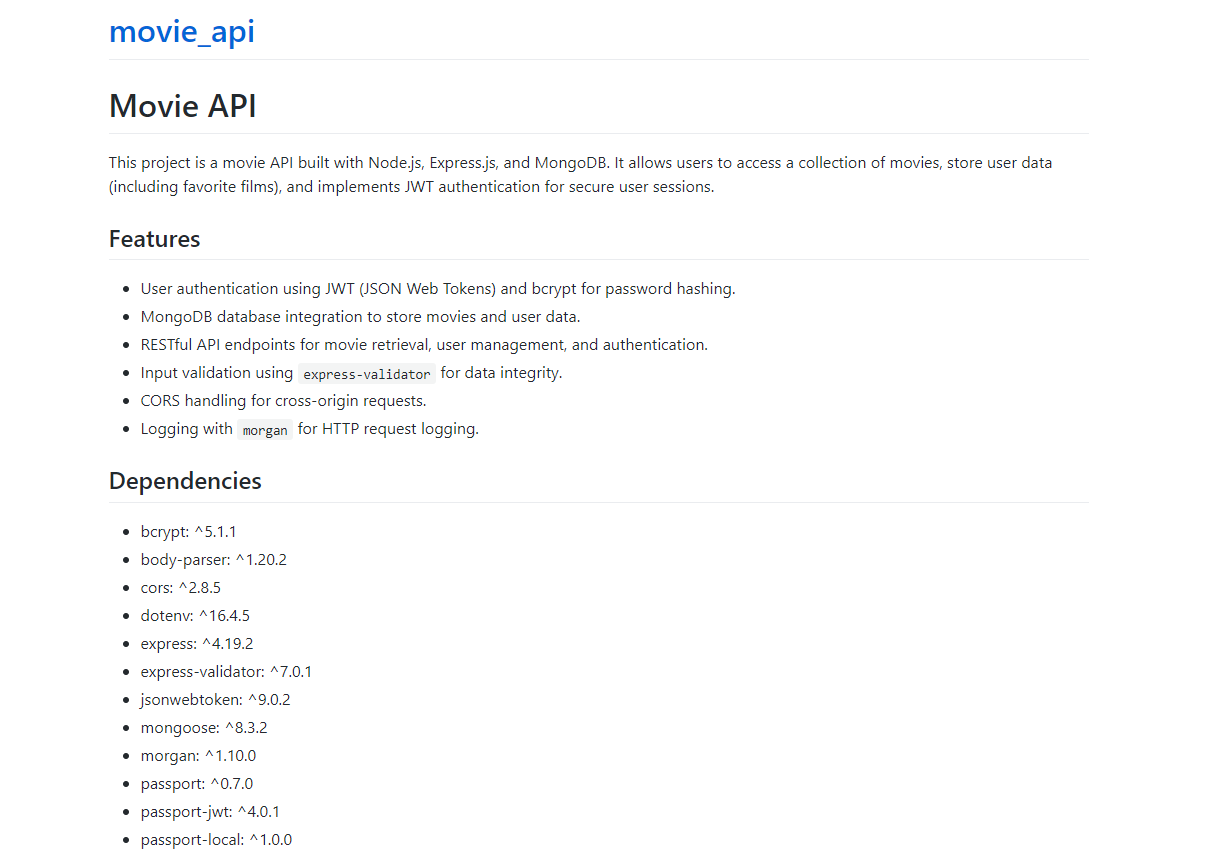 movie_api
Movie API
This project is a movie API built with Node.js, Express.js, and MongoDB. It allows users to access a collection of movies, store user data
(including favorite films), and implements JWT authentication for secure user sessions.
Features
• User authentication using JWT (JSON Web Tokens) and bcrypt for password hashing.
• MongoDB database integration to store movies and user data.
• RESTful API endpoints for movie retrieval, user management, and authentication.
• Input validation using express-validator for data integrity.
• CORS handling for cross-origin requests.
• Logging with morgan for HTTP request logging.
Dependencies
• bcrypt: ^5.1.1
• body-parser: ^1.20.2
• cors: ^2.8.5
• dotenv: ^16.4.5
• express: ^4.19.2
• express-validator: ^7.0.1
• jsonwebtoken: ^9.0.2
• mongoose: ^8.3.2
• morgan: ^1.10.0
• passport: ^0.7.0
• passport-jwt: ^4.0.1
• passport-local: ^1.0.0